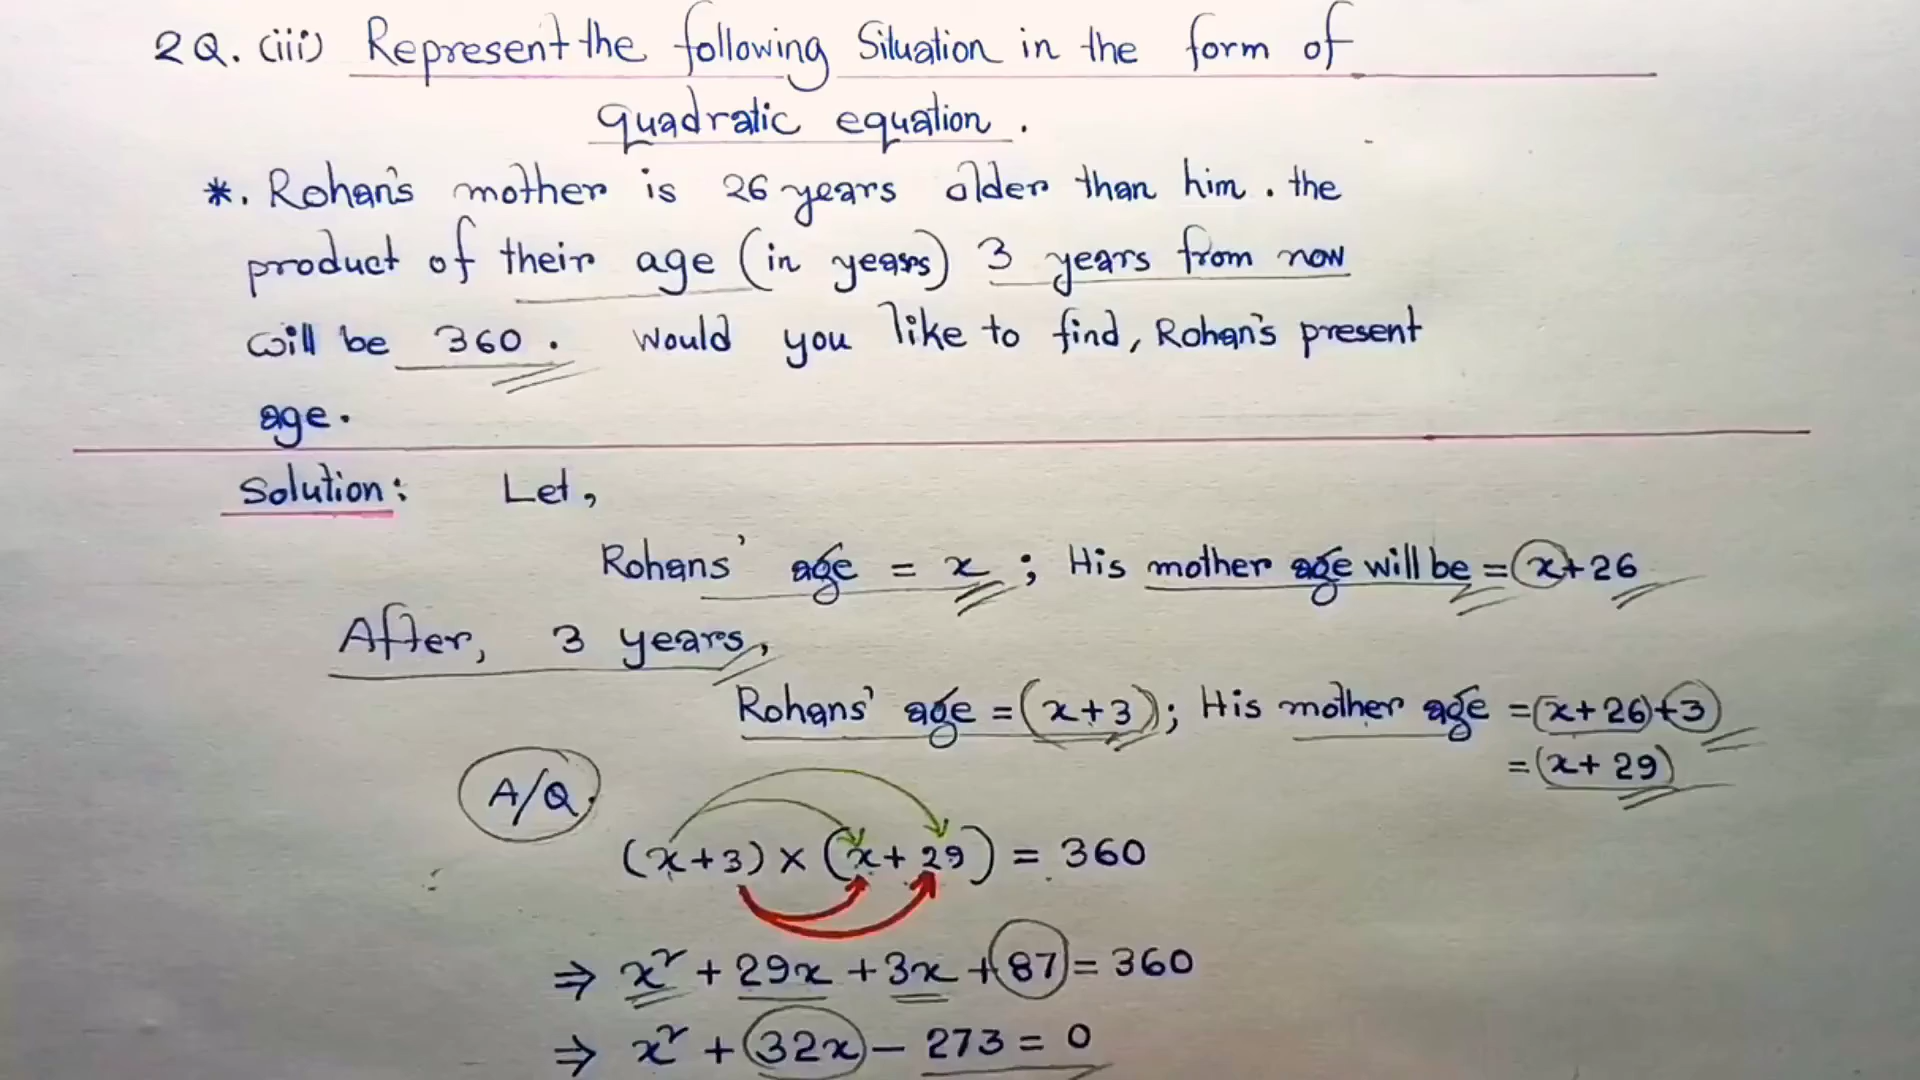 2Q. (iii) Represent the following Situation in the form of
quadratic equation.
*. Rohan's mother is 26 years older than him. the
product of their age (in years) 3 years from now
will be 360. Would you like to find, Rohan's present
age.
Solution: Let,
Rohans' age = x ; His mother age will be = x+26
After, 3 years,
Rohans' age = (x+3); His mother age = (x+26)+3
= (x+29)
A/Q.
(x+3) × (x+29) = 360
⇒ x² + 29x + 3x + 87 = 360
⇒ x² + 32x - 273 = 0